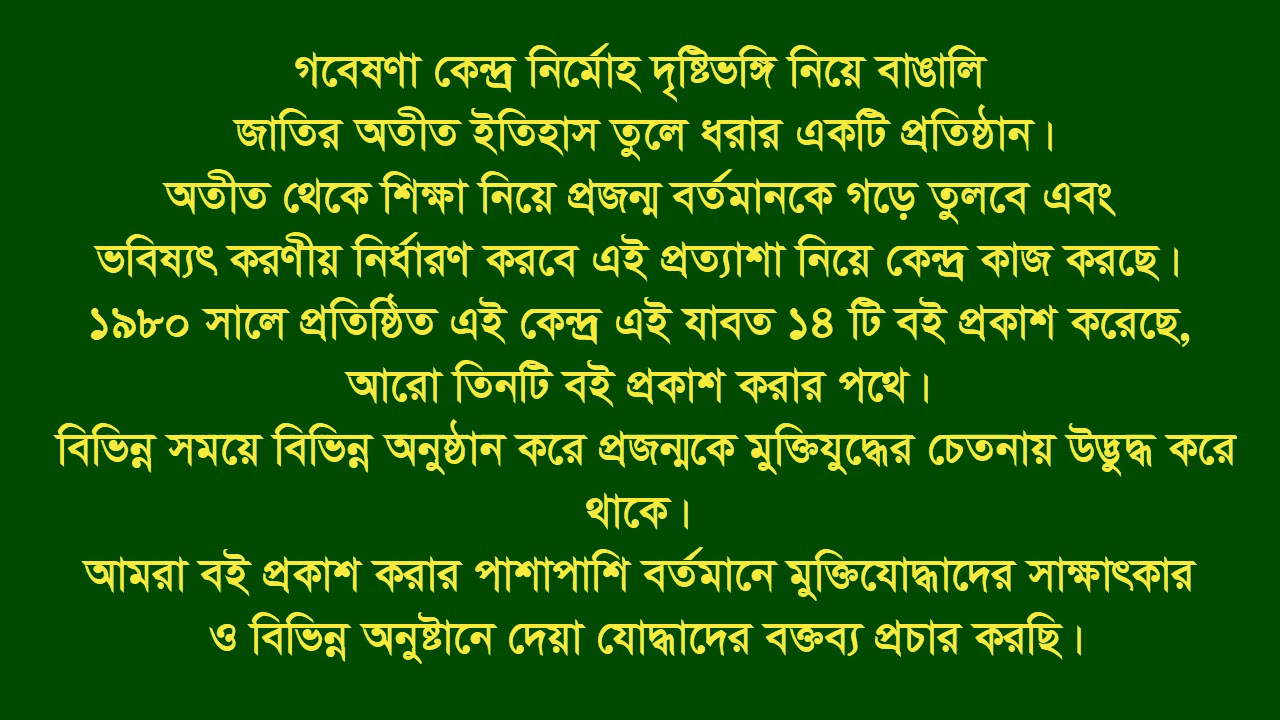 গবেষণা কেন্দ্র নির্মোহ দৃষ্টিভঙ্গি নিয়ে বাঙালি
জাতির অতীত ইতিহাস তুলে ধরার একটি প্রতিষ্ঠান।
অতীত থেকে শিক্ষা নিয়ে প্রজন্ম বর্তমানকে গড়ে তুলবে এবং
ভবিষ্যৎ করণীয় নির্ধারণ করবে এই প্রত্যাশা নিয়ে কেন্দ্র কাজ করছে।
১৯৮০ সালে প্রতিষ্ঠিত এই কেন্দ্র এই যাবত ১৪ টি বই প্রকাশ করেছে,
আরো তিনটি বই প্রকাশ করার পথে।
বিভিন্ন সময়ে বিভিন্ন অনুষ্ঠান করে প্রজন্মকে মুক্তিযুদ্ধের চেতনায় উদ্ভুদ্ধ করে
থাকে।
আমরা বই প্রকাশ করার পাশাপাশি বর্তমানে মুক্তিযোদ্ধাদের সাক্ষাৎকার
ও বিভিন্ন অনুষ্টানে দেয়া যোদ্ধাদের বক্তব্য প্রচার করছি।